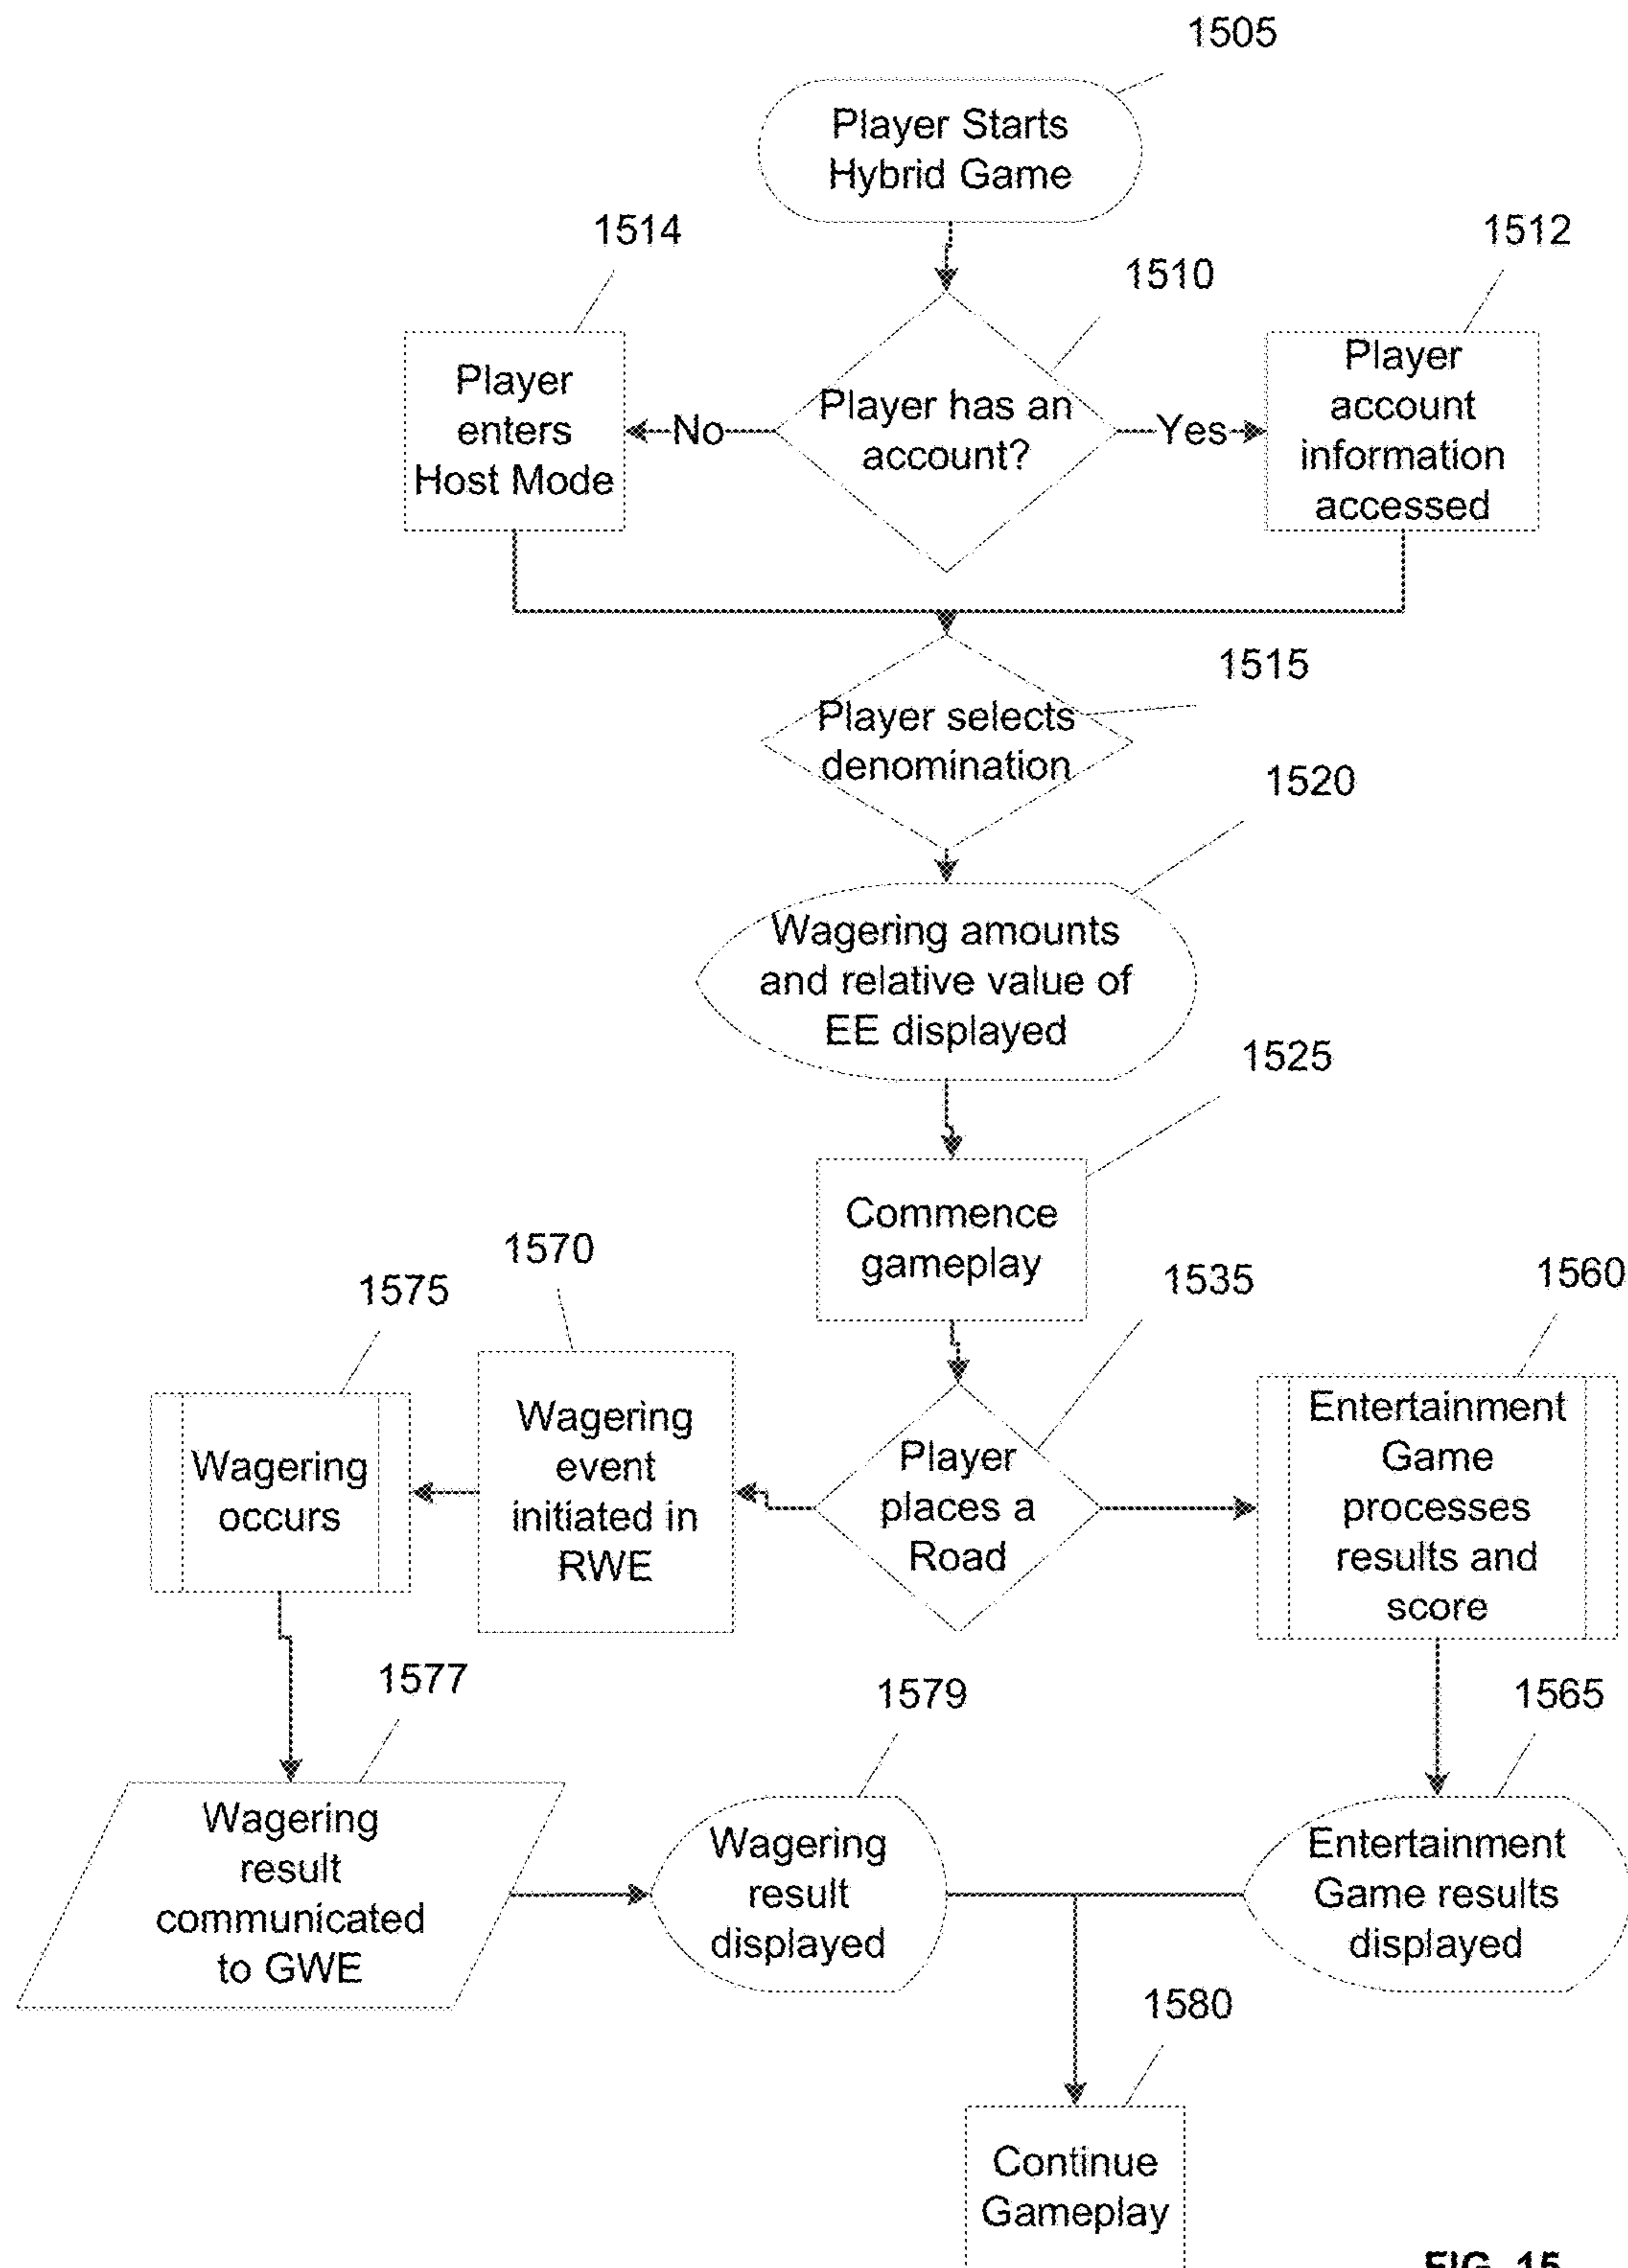 1505
Player Starts
Hybrid Game
1514
1512
1510
Player
enters
Host Mode
No
Player has an
account?
Yes
Player
account
information
accessed
1515
Player selects
denomination
1520
Wagering amounts
and relative value of
EE displayed
1525
Commence
gameplay
1570
1575
1535
1560
Wagering
occurs
Wagering
event
initiated in
RWE
Player
places a
Road
Entertainment
Game
processes
results and
score
1577
1579
1565
Wagering
result
communicated
to GWE
Wagering
result
displayed
Entertainment
Game results
displayed
1580
Continue
Gameplay
FIG. 15